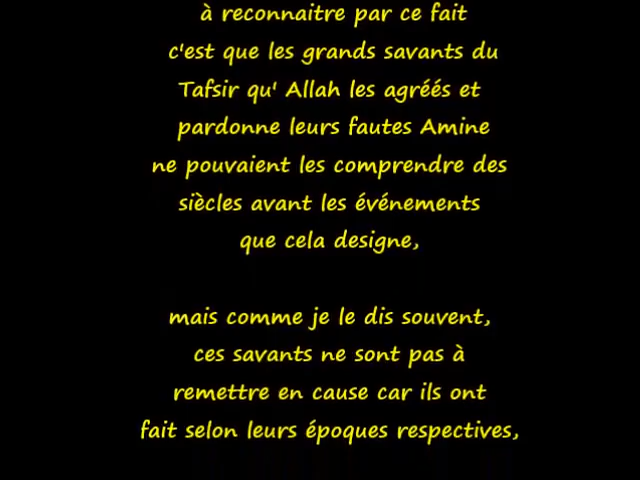 à reconnaitre par ce fait
c'est que les grands savants du
Tafsir qu' Allah les agréés et
pardonne leurs fautes Amine
ne pouvaient les comprendre des
siècles avant les événements
que cela designe,
mais comme je le dis souvent,
ces savants ne sont pas à
remettre en cause car ils ont
fait selon leurs époques respectives,